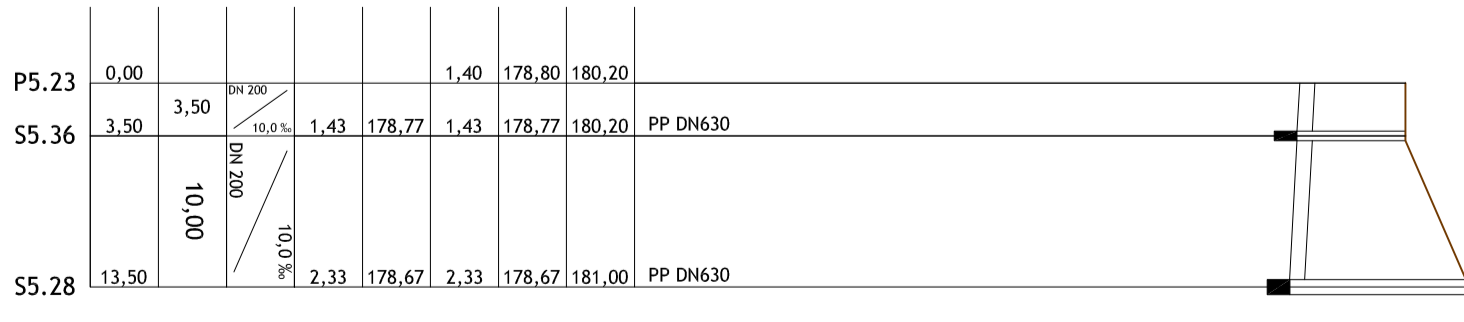 P5.23 0,00 1,40 178,80 180,20
3,50 DN 200 10,0 ‰
S5.36 3,50 1,43 178,77 1,43 178,77 180,20 PP DN630
10,00 DN 200 10,0 ‰
S5.28 13,50 2,33 178,67 2,33 178,67 181,00 PP DN630